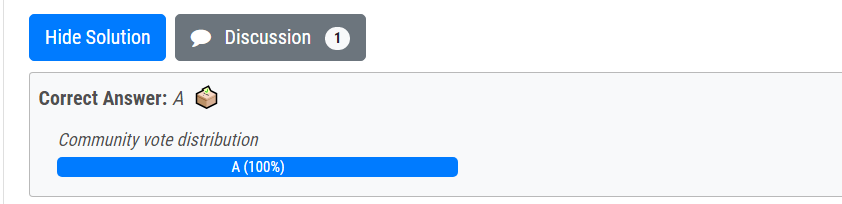 Hide Solution Discussion 1
Correct Answer: A
Community vote distribution
A (100%)